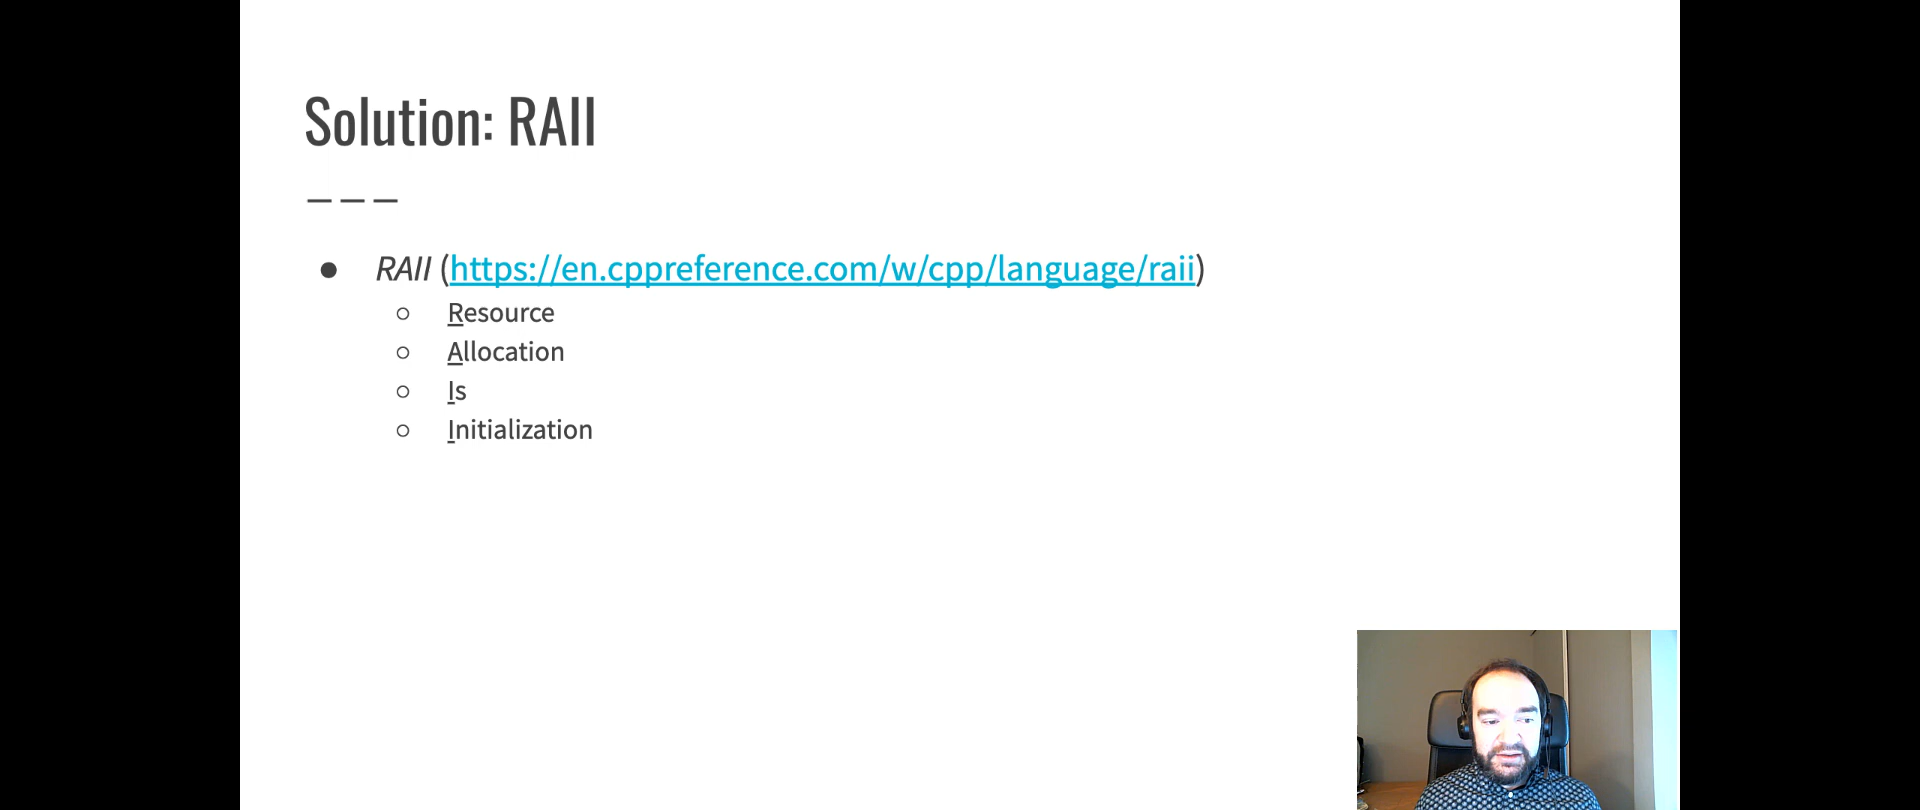 Solution: RAII
RAII (https://en.cppreference.com/w/cpp/language/raii)
Resource
Allocation
Is
Initialization